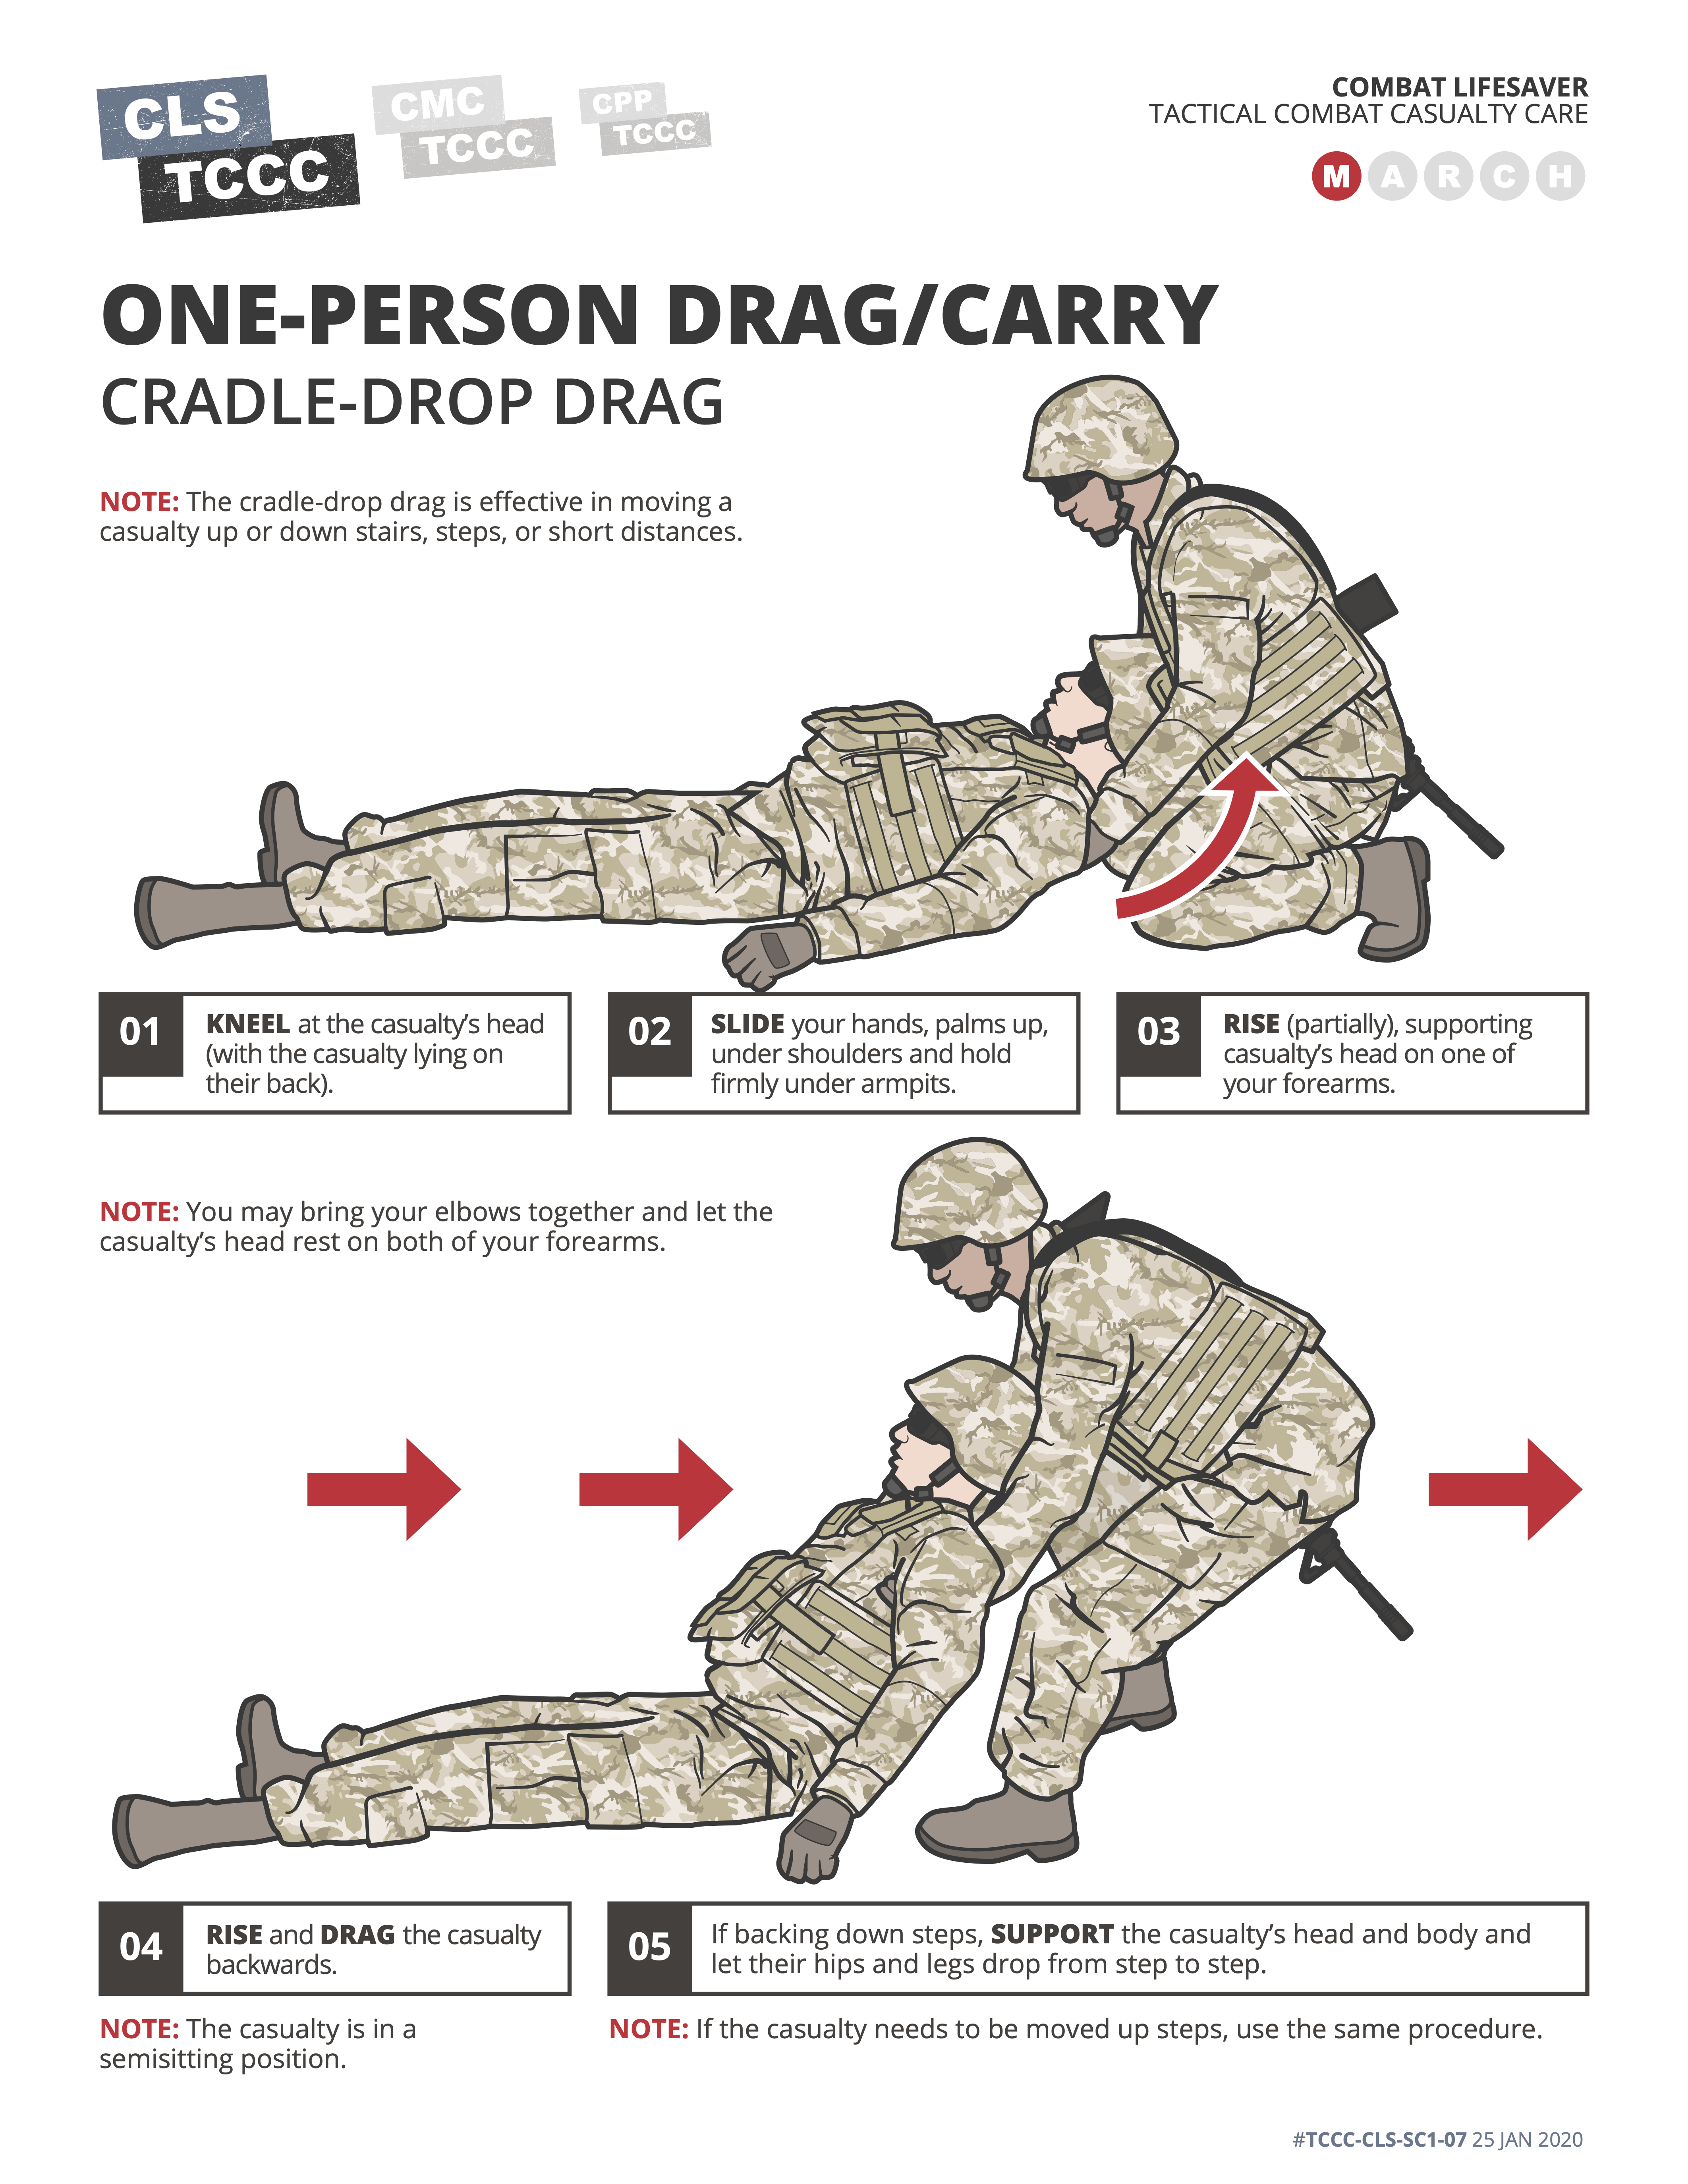 CLS
TCCC
CMC
TCCC
CPP
TCCC
COMBAT LIFESAVER
TACTICAL COMBAT CASUALTY CARE
M A R C H
ONE-PERSON DRAG/CARRY
CRADLE-DROP DRAG
NOTE: The cradle-drop drag is effective in moving a
casualty up or down stairs, steps, or short distances.
01
KNEEL at the casualty’s head
(with the casualty lying on
their back).
02
SLIDE your hands, palms up,
under shoulders and hold
firmly under armpits.
03
RISE (partially), supporting
casualty’s head on one of
your forearms.
NOTE: You may bring your elbows together and let the
casualty’s head rest on both of your forearms.
04
RISE and DRAG the casualty
backwards.
05
If backing down steps, SUPPORT the casualty’s head and body and
let their hips and legs drop from step to step.
NOTE: The casualty is in a
semisitting position.
NOTE: If the casualty needs to be moved up steps, use the same procedure.
#TCCC-CLS-SC1-07 25 JAN 2020